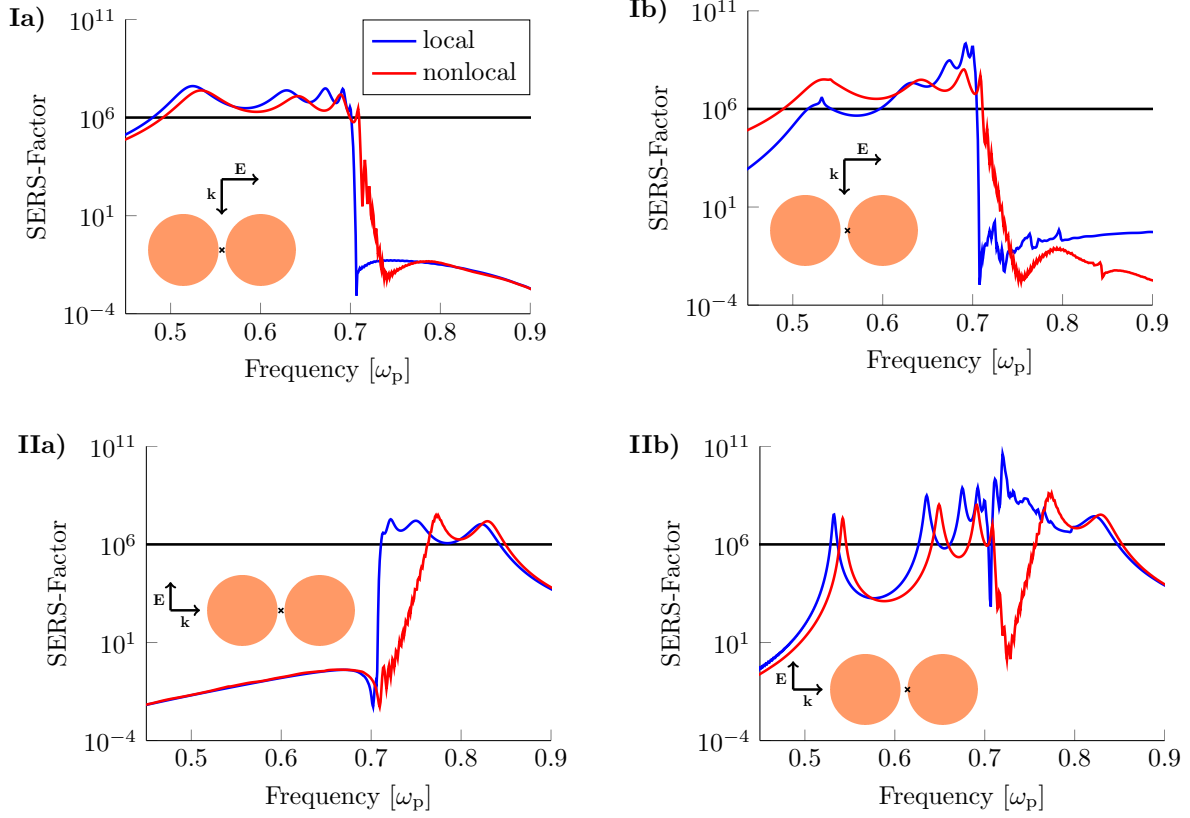 Ia)
10^11
10^6
10^1
10^−4
SERS-Factor
local
nonlocal
E
k
0.5 0.6 0.7 0.8 0.9
Frequency [ω_p]
Ib)
10^11
10^6
10^1
10^−4
SERS-Factor
E
k
0.5 0.6 0.7 0.8 0.9
Frequency [ω_p]
IIa)
10^11
10^6
10^1
10^−4
SERS-Factor
E
k
0.5 0.6 0.7 0.8 0.9
Frequency [ω_p]
IIb)
10^11
10^6
10^1
10^−4
SERS-Factor
E
k
0.5 0.6 0.7 0.8 0.9
Frequency [ω_p]